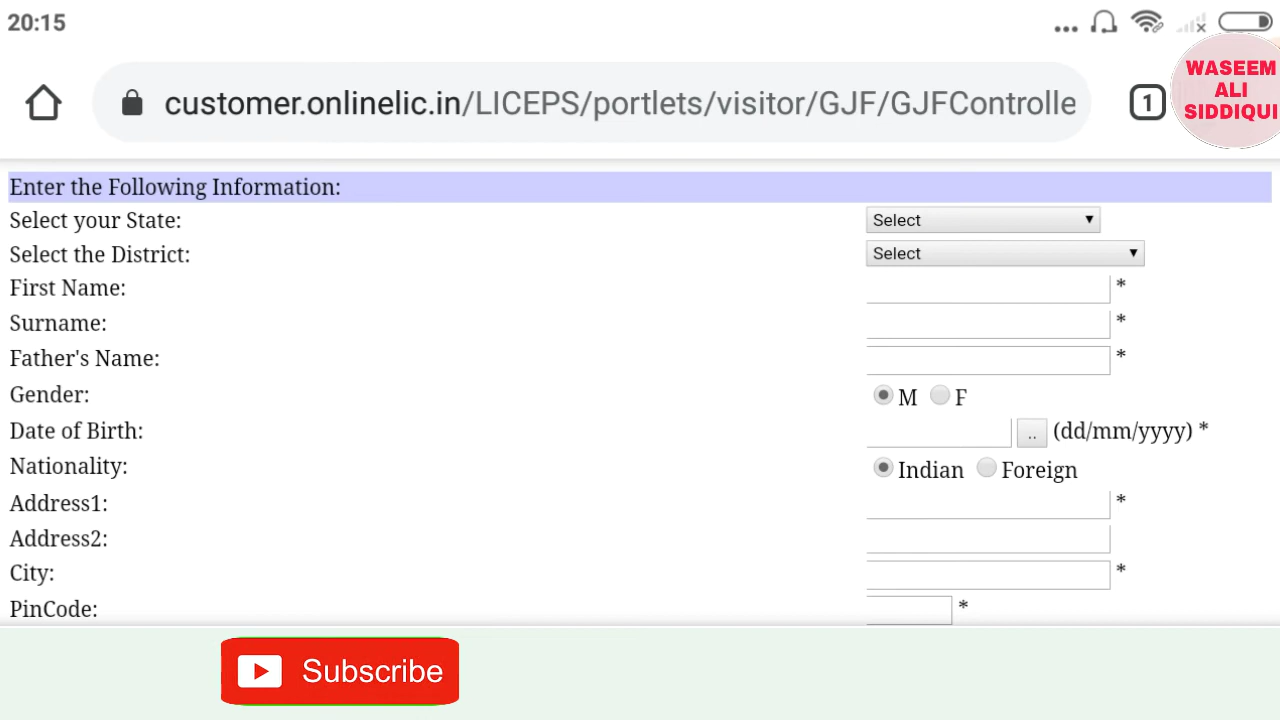 20:15
customer.onlinelic.in/LICEPS/portlets/visitor/GJF/GJFControlle
1
WASEEM
ALI
SIDDIQUI
Enter the Following Information:
Select your State: Select
Select the District: Select
First Name: *
Surname: *
Father's Name: *
Gender: M F
Date of Birth: .. (dd/mm/yyyy) *
Nationality: Indian Foreign
Address1: *
Address2:
City: *
PinCode: *
Subscribe